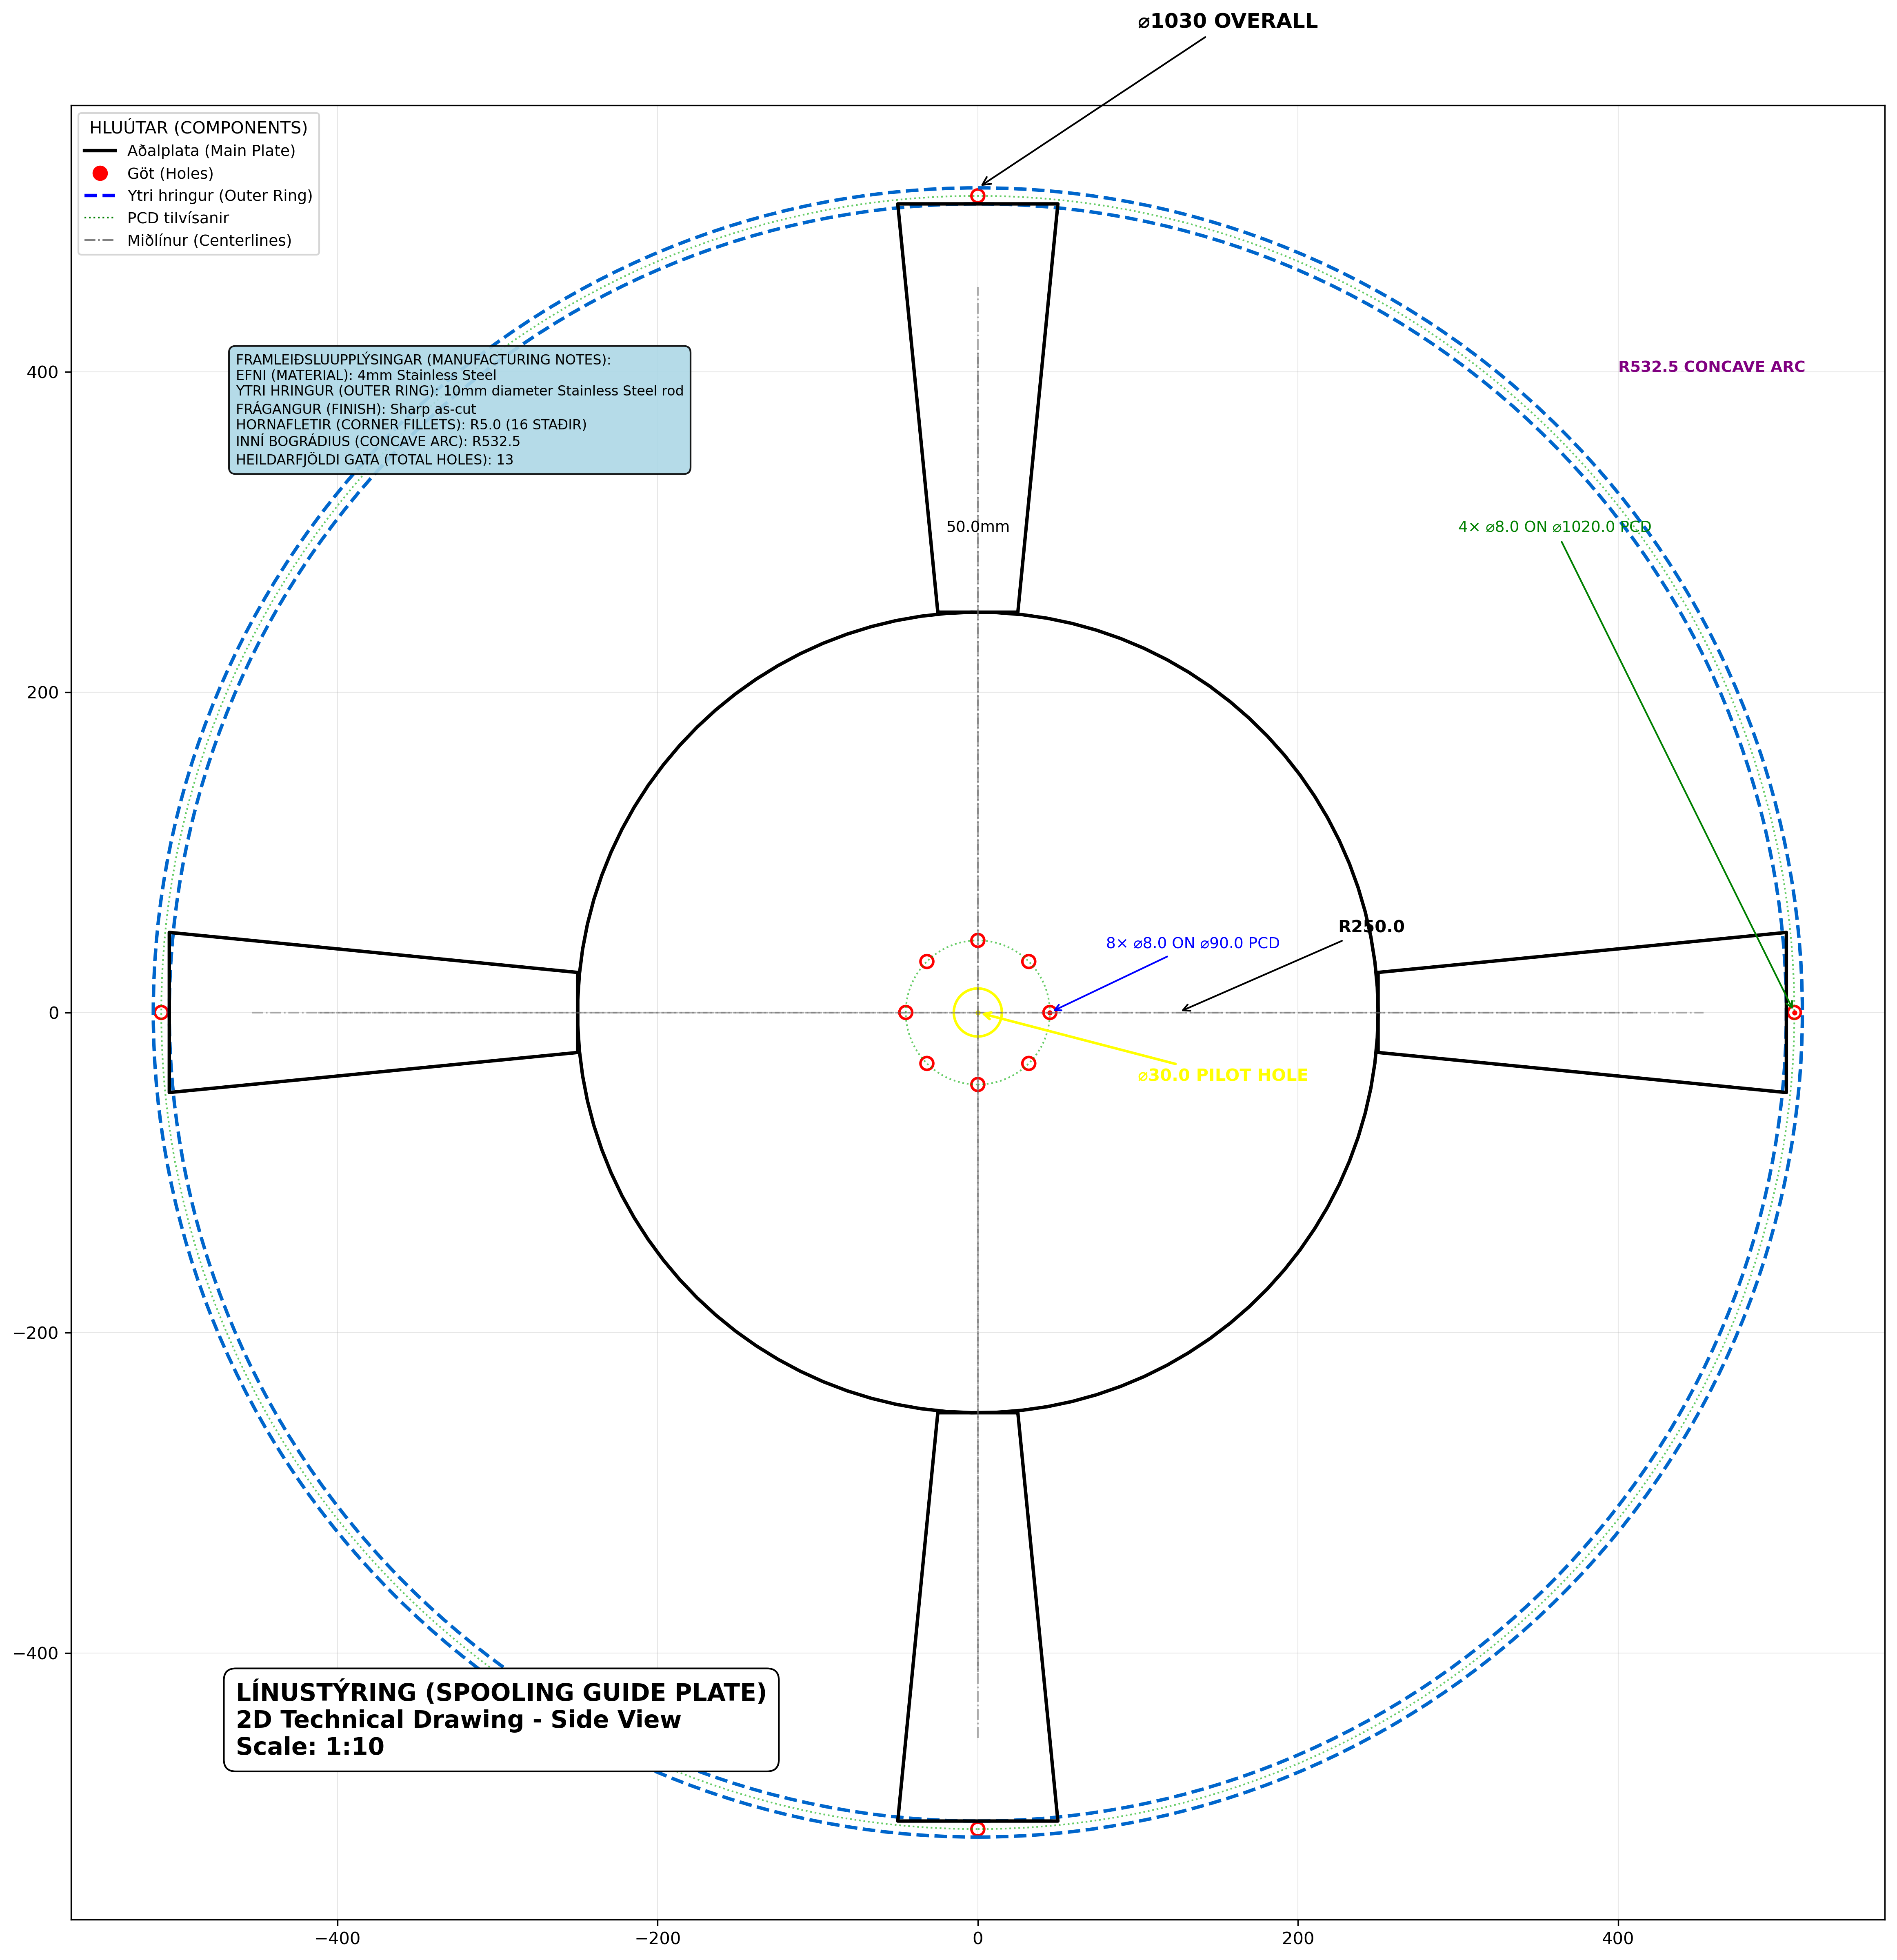 ⌀1030 OVERALL
HLUÚTAR (COMPONENTS)
Aðalplata (Main Plate)
Göt (Holes)
Ytri hringur (Outer Ring)
PCD tilvísanir
Miðlínur (Centerlines)
FRAMLEIÐSLUUPPLÝSINGAR (MANUFACTURING NOTES):
EFNI (MATERIAL): 4mm Stainless Steel
YTRI HRINGUR (OUTER RING): 10mm diameter Stainless Steel rod
FRÁGANGUR (FINISH): Sharp as-cut
HORNAFLETIR (CORNER FILLETS): R5.0 (16 STAÐIR)
INNÍ BOGRÁDIUS (CONCAVE ARC): R532.5
HEILDARFJÖLDI GATA (TOTAL HOLES): 13
R532.5 CONCAVE ARC
50.0mm
4× ⌀8.0 ON ⌀1020.0 PCD
R250.0
8× ⌀8.0 ON ⌀90.0 PCD
⌀30.0 PILOT HOLE
LÍNUSTÝRING (SPOOLING GUIDE PLATE)
2D Technical Drawing - Side View
Scale: 1:10
400
200
0
−200
−400
−400
−200
0
200
400